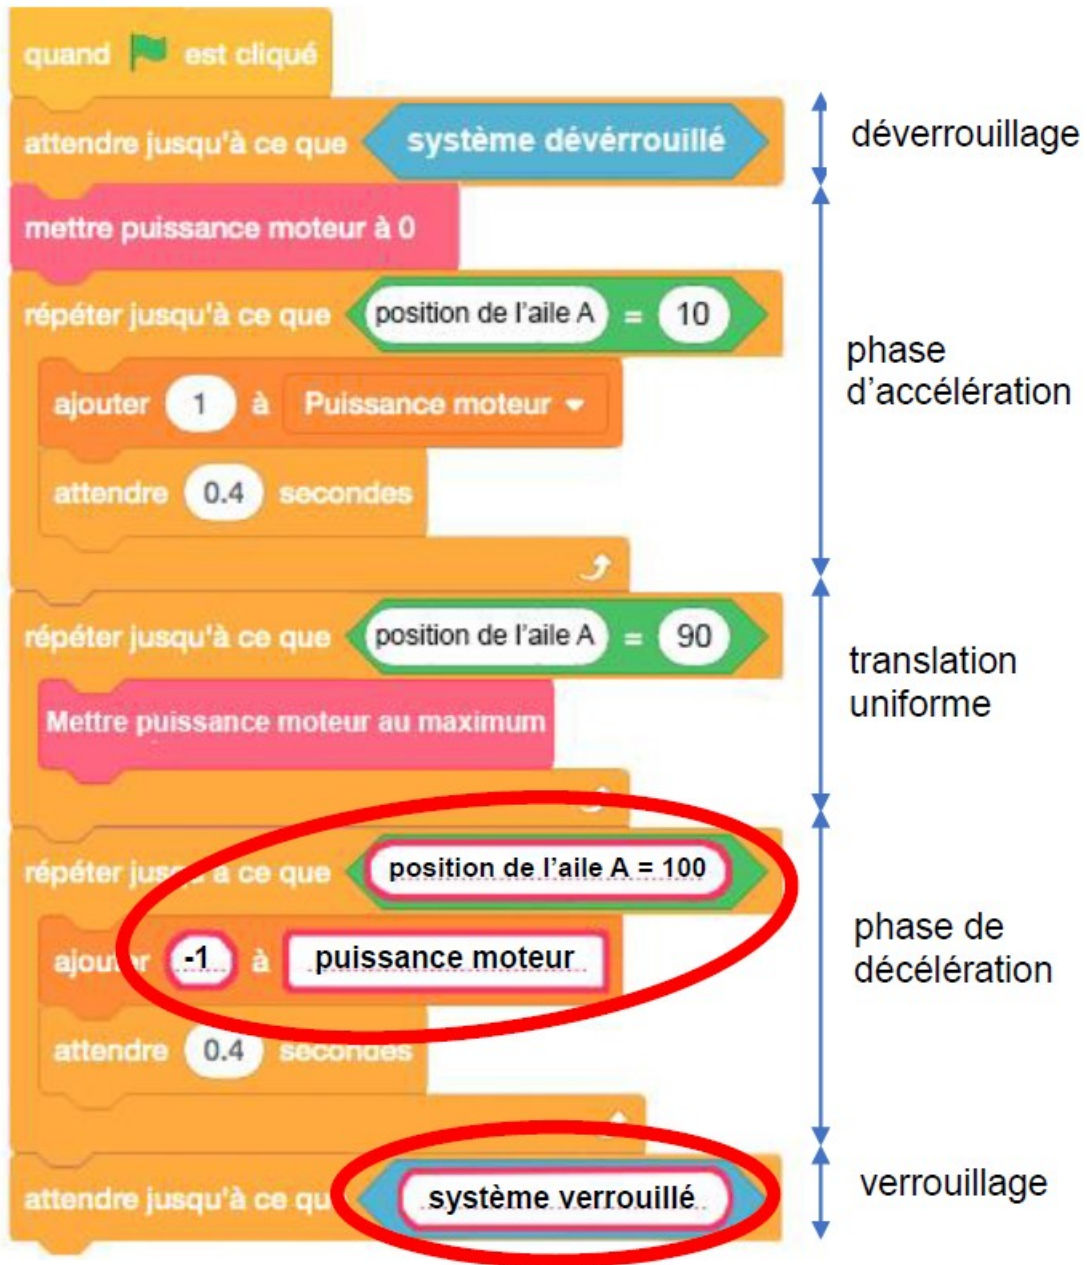 quand est cliqué
attendre jusqu'à ce que système dévérrouillé
déverrouillage
mettre puissance moteur à 0
répéter jusqu'à ce que position de l'aile A = 10
phase
d'accélération
ajouter 1 à Puissance moteur
attendre 0.4 secondes
répéter jusqu'à ce que position de l'aile A = 90
translation
uniforme
Mettre puissance moteur au maximum
répéter jusqu'à ce que position de l'aile A = 100
phase de
décélération
ajouter -1 à puissance moteur
attendre 0.4 secondes
attendre jusqu'à ce que système verrouillé
verrouillage